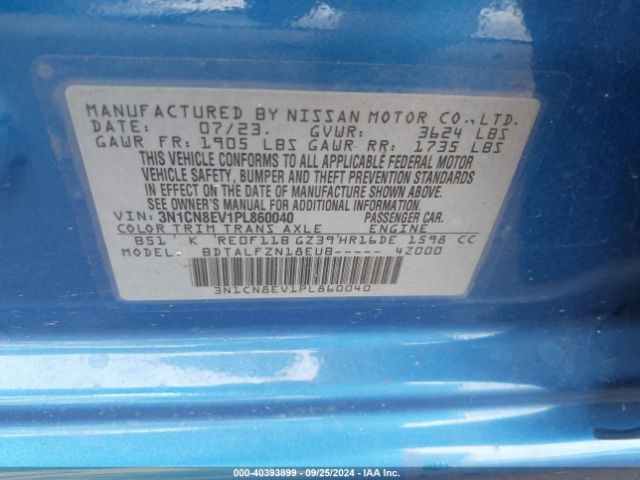 MANUFACTURED BY NISSAN MOTOR CO.,LTD.
DATE: 07/23. GVWR: 3624 LBS
GAWR FR: 1905 LBS GAWR RR: 1735 LBS
THIS VEHICLE CONFORMS TO ALL APPLICABLE FEDERAL MOTOR
VEHICLE SAFETY, BUMPER AND THEFT PREVENTION STANDARDS
IN EFFECT ON THE DATE OF MANUFACTURE SHOWN ABOVE.
SEE OWNER'S MANUAL FOR ADDITIONAL INFORMATION.
VIN: 3N1CN8EV1PL860040 PASSENGER CAR.
COLOR TRIM TRANS AXLE ENGINE
B51 K RE0F11B GZ39 HR16DE 1598 CC
MODEL: BDTALFZN18EUB----- 4Z000
3N1CN8EV1PL860040
000-40393899 - 09/25/2024 - IAA Inc.